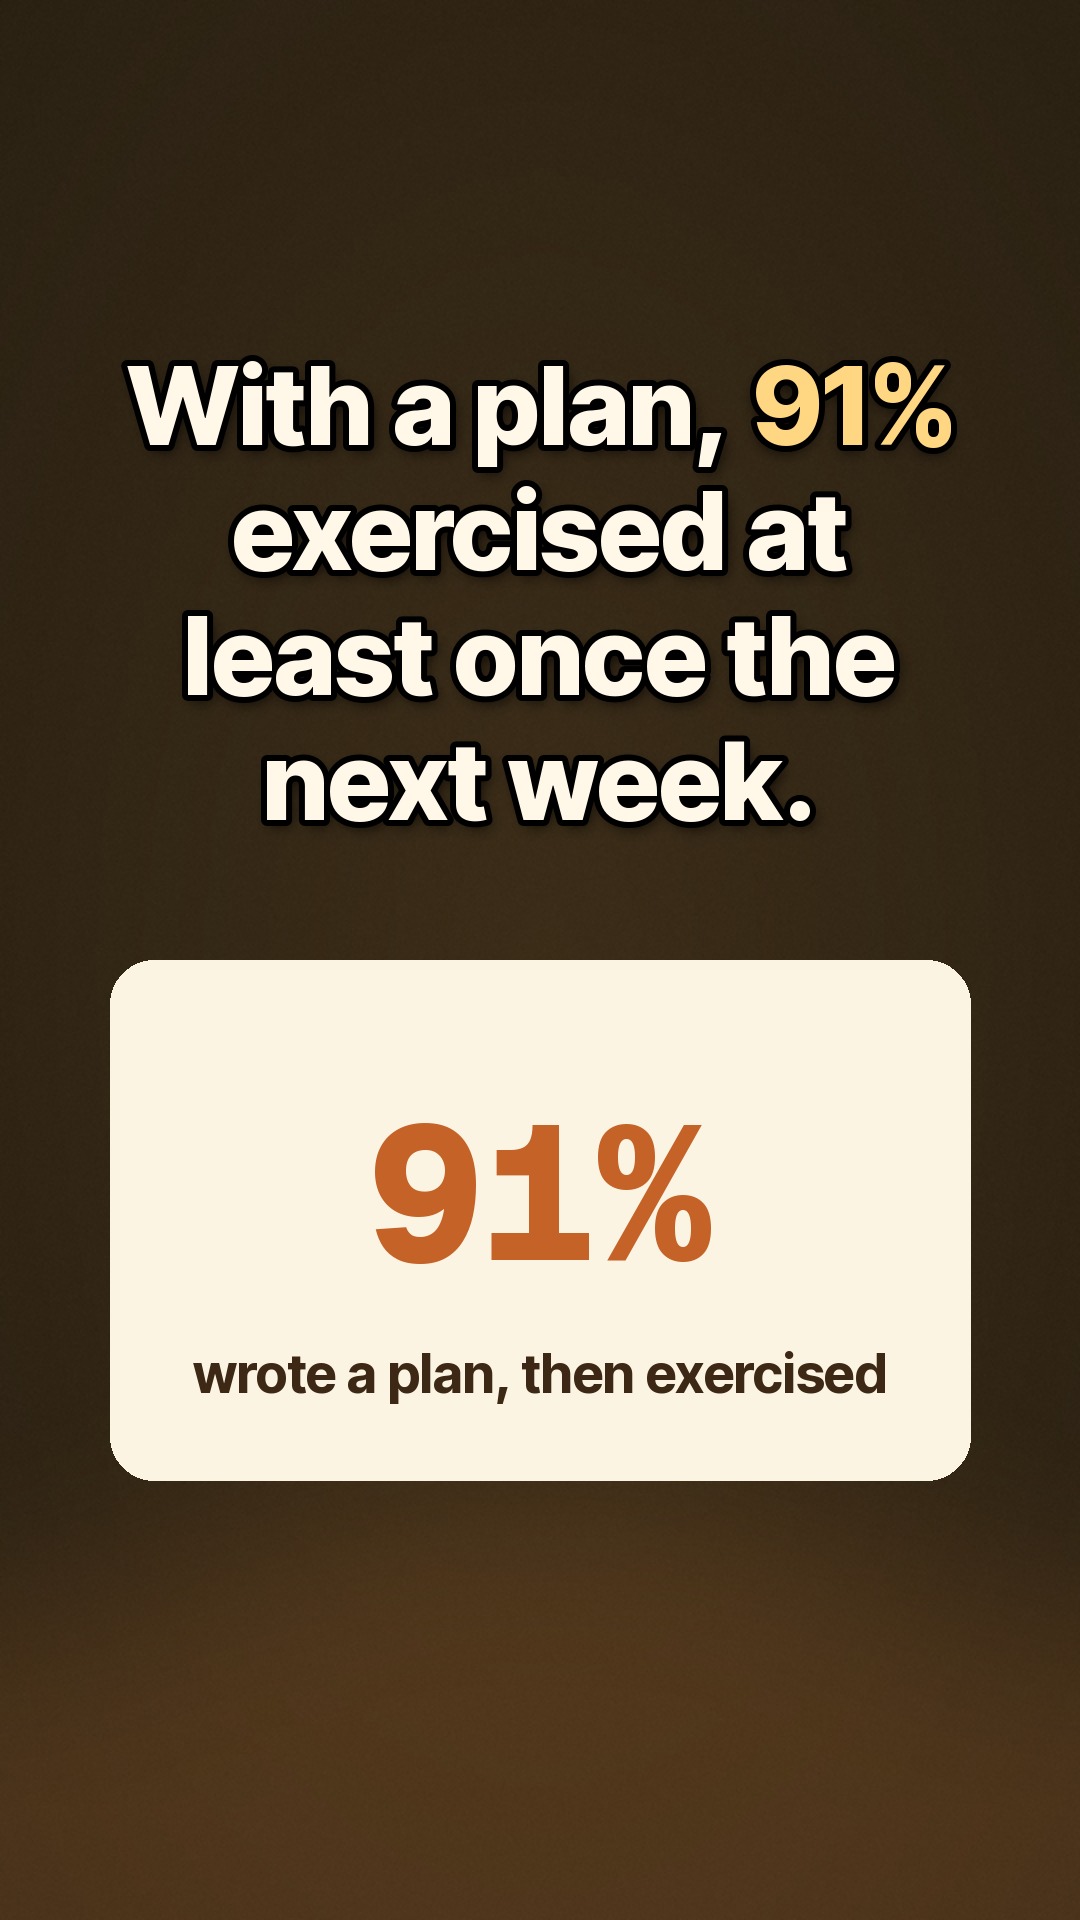 With a plan, 91%
exercised at
least once the
next week.
91%
wrote a plan, then exercised